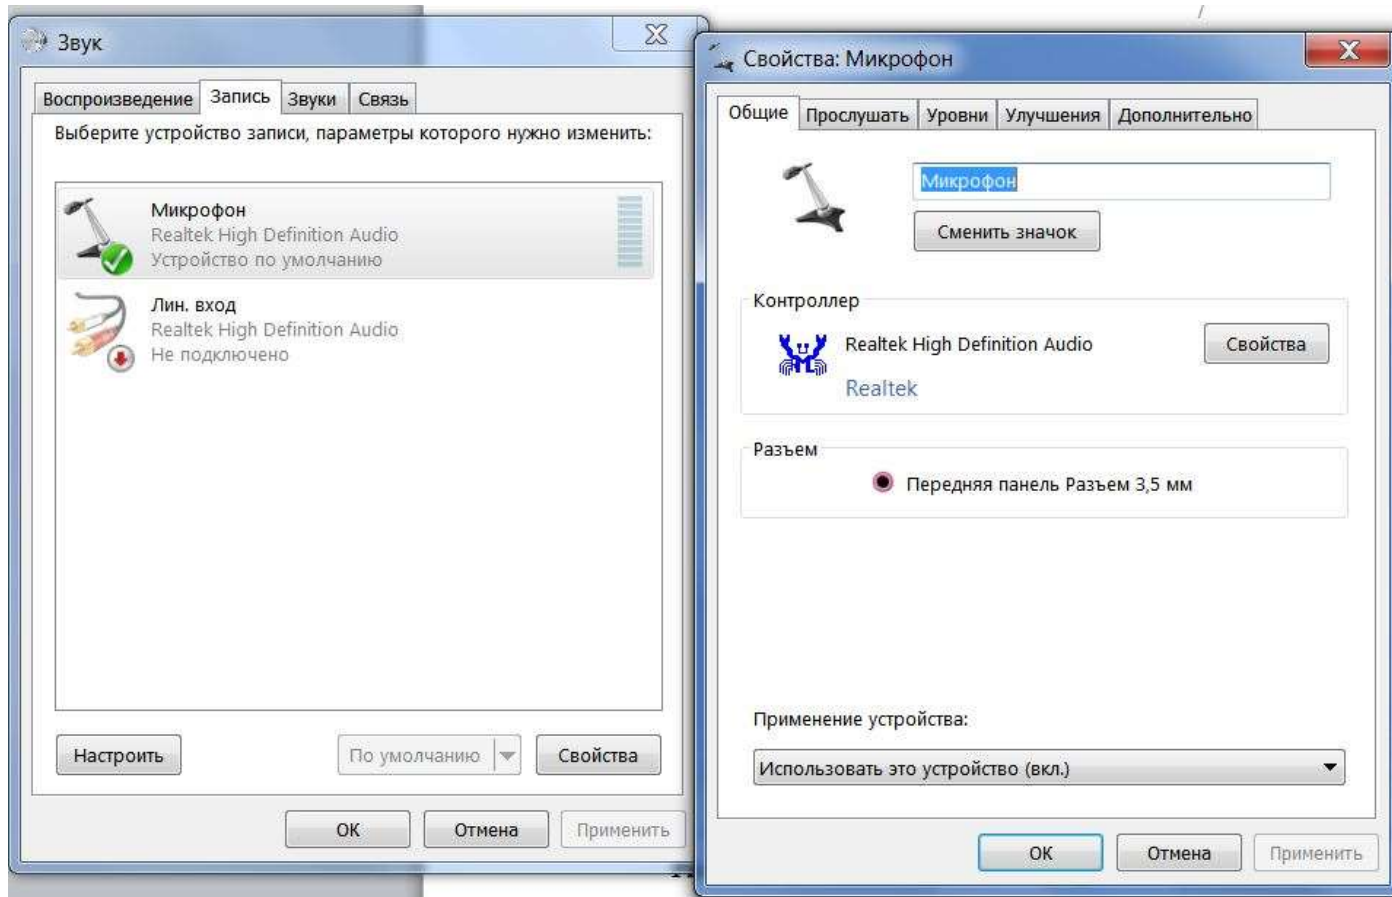 Звук
Воспроизведение Запись Звуки Связь
Выберите устройство записи, параметры которого нужно изменить:
Микрофон
Realtek High Definition Audio
Устройство по умолчанию
Лин. вход
Realtek High Definition Audio
Не подключено
Настроить По умолчанию Свойства
ОК Отмена Применить
Свойства: Микрофон
Общие Прослушать Уровни Улучшения Дополнительно
Микрофон
Сменить значок
Контроллер
Realtek High Definition Audio Свойства
Realtek
Разъем
Передняя панель Разъем 3,5 мм
Применение устройства:
Использовать это устройство (вкл.)
ОК Отмена Применить